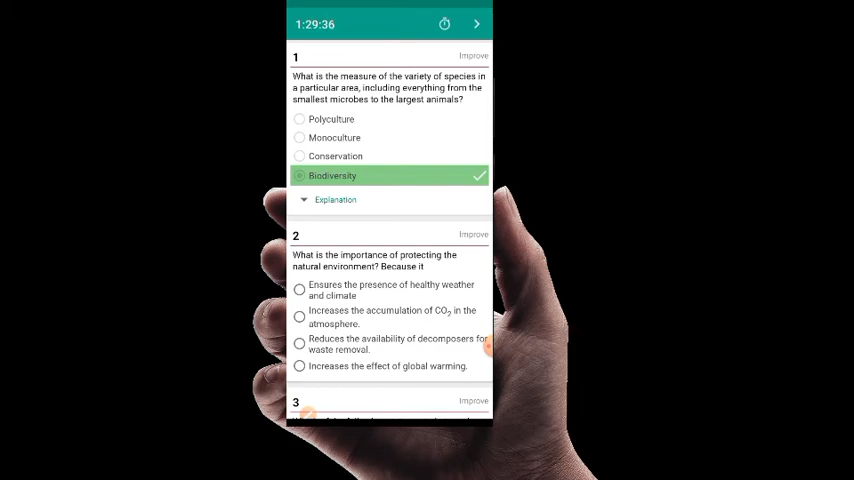 1:29:36
1
Improve
What is the measure of the variety of species in
a particular area, including everything from the
smallest microbes to the largest animals?
Polyculture
Monoculture
Conservation
Biodiversity
Explanation
2
Improve
What is the importance of protecting the
natural environment? Because it
Ensures the presence of healthy weather
and climate
Increases the accumulation of CO2 in the
atmosphere.
Reduces the availability of decomposers for
waste removal.
Increases the effect of global warming.
3
Improve